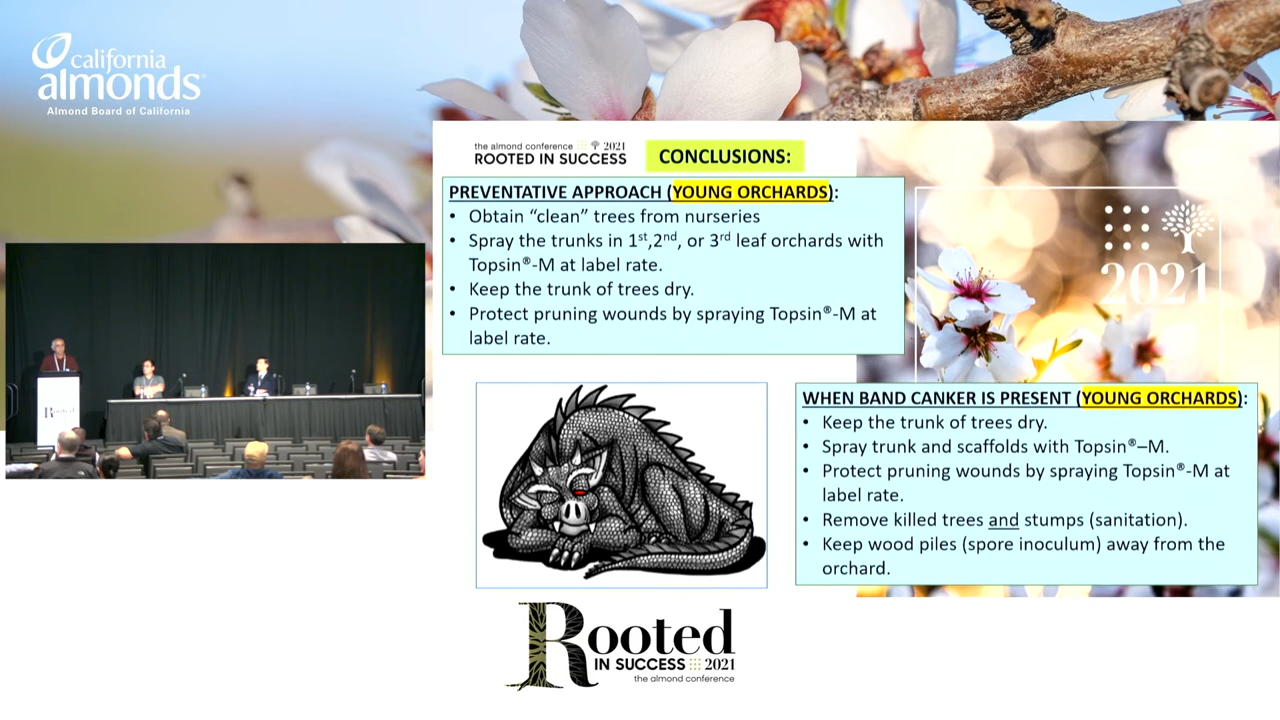 california
almonds
Almond Board of California
the almond conference 2021
ROOTED IN SUCCESS
CONCLUSIONS:
PREVENTATIVE APPROACH (YOUNG ORCHARDS):
• Obtain “clean” trees from nurseries
• Spray the trunks in 1st,2nd, or 3rd leaf orchards with
Topsin®-M at label rate.
• Keep the trunk of trees dry.
• Protect pruning wounds by spraying Topsin®-M at
label rate.
2021
WHEN BAND CANKER IS PRESENT (YOUNG ORCHARDS):
• Keep the trunk of trees dry.
• Spray trunk and scaffolds with Topsin®–M.
• Protect pruning wounds by spraying Topsin®-M at
label rate.
• Remove killed trees and stumps (sanitation).
• Keep wood piles (spore inoculum) away from the
orchard.
Rooted
Rooted
IN SUCCESS 2021
the almond conference